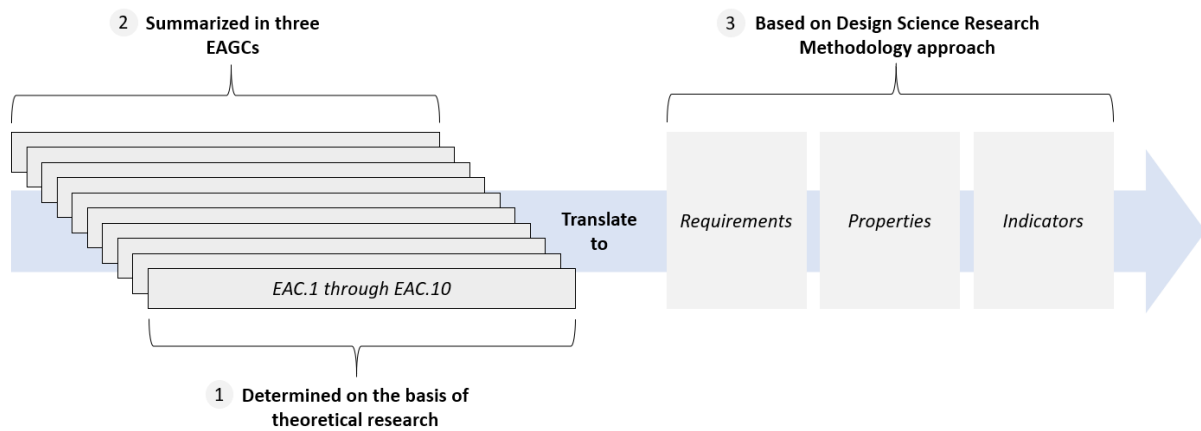 2 Summarized in three
EAGCs
3 Based on Design Science Research
Methodology approach
Translate
to
Requirements
Properties
Indicators
EAC.1 through EAC.10
1 Determined on the basis of
theoretical research